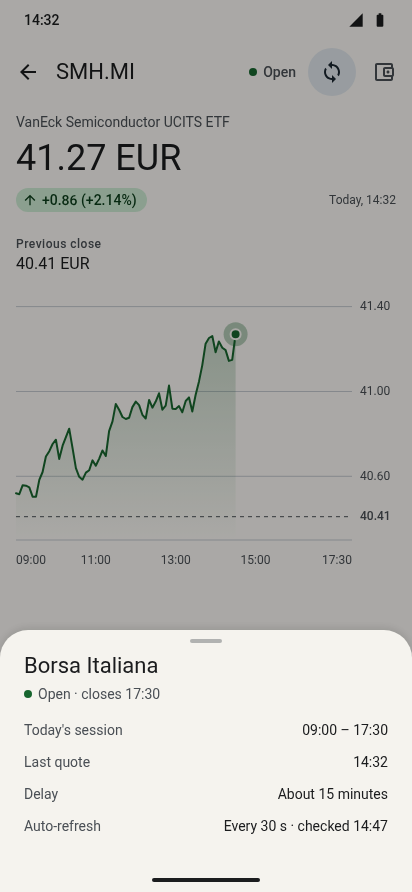 14:32
SMH.MI
Open
VanEck Semiconductor UCITS ETF
41.27 EUR
+0.86 (+2.14%)
Today, 14:32
Previous close
40.41 EUR
41.40
41.00
40.60
40.41
09:00 11:00 13:00 15:00 17:30
Borsa Italiana
Open · closes 17:30
Today's session 09:00 – 17:30
Last quote 14:32
Delay About 15 minutes
Auto-refresh Every 30 s · checked 14:47